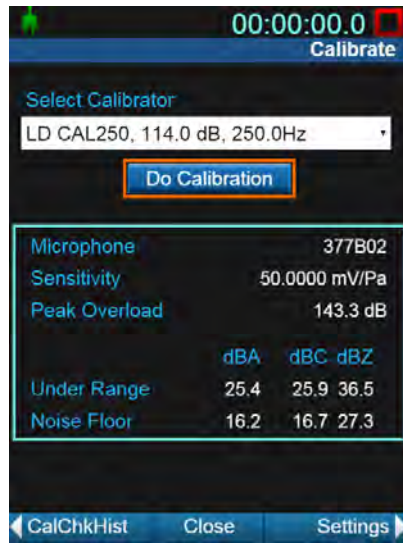 00:00:00.0
Calibrate
Select Calibrator
LD CAL250, 114.0 dB, 250.0Hz
Do Calibration
Microphone 377B02
Sensitivity 50.0000 mV/Pa
Peak Overload 143.3 dB
dBA dBC dBZ
Under Range 25.4 25.9 36.5
Noise Floor 16.2 16.7 27.3
CalChkHist Close Settings